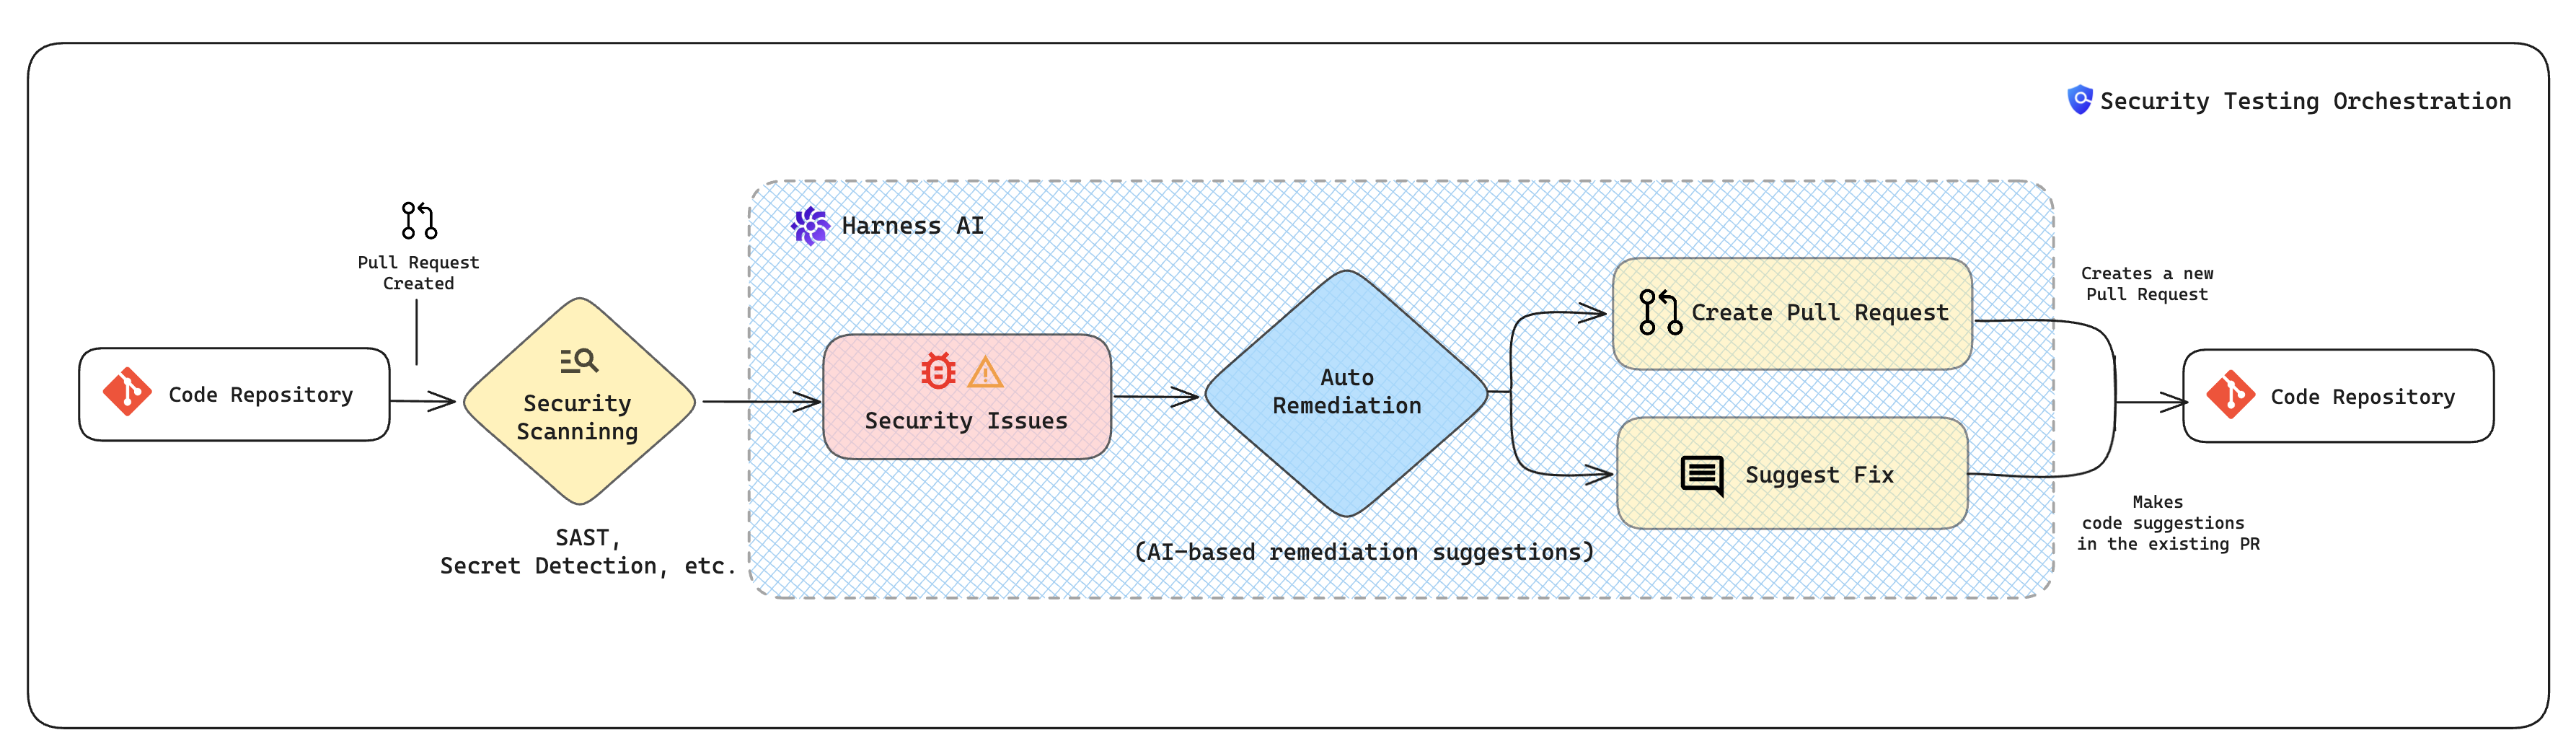 Security Testing Orchestration
Pull Request
Created
Code Repository
Security
Scanninng
SAST,
Secret Detection, etc.
Harness AI
Security Issues
Auto
Remediation
(AI-based remediation suggestions)
Create Pull Request
Suggest Fix
Creates a new
Pull Request
Makes
code suggestions
in the existing PR
Code Repository